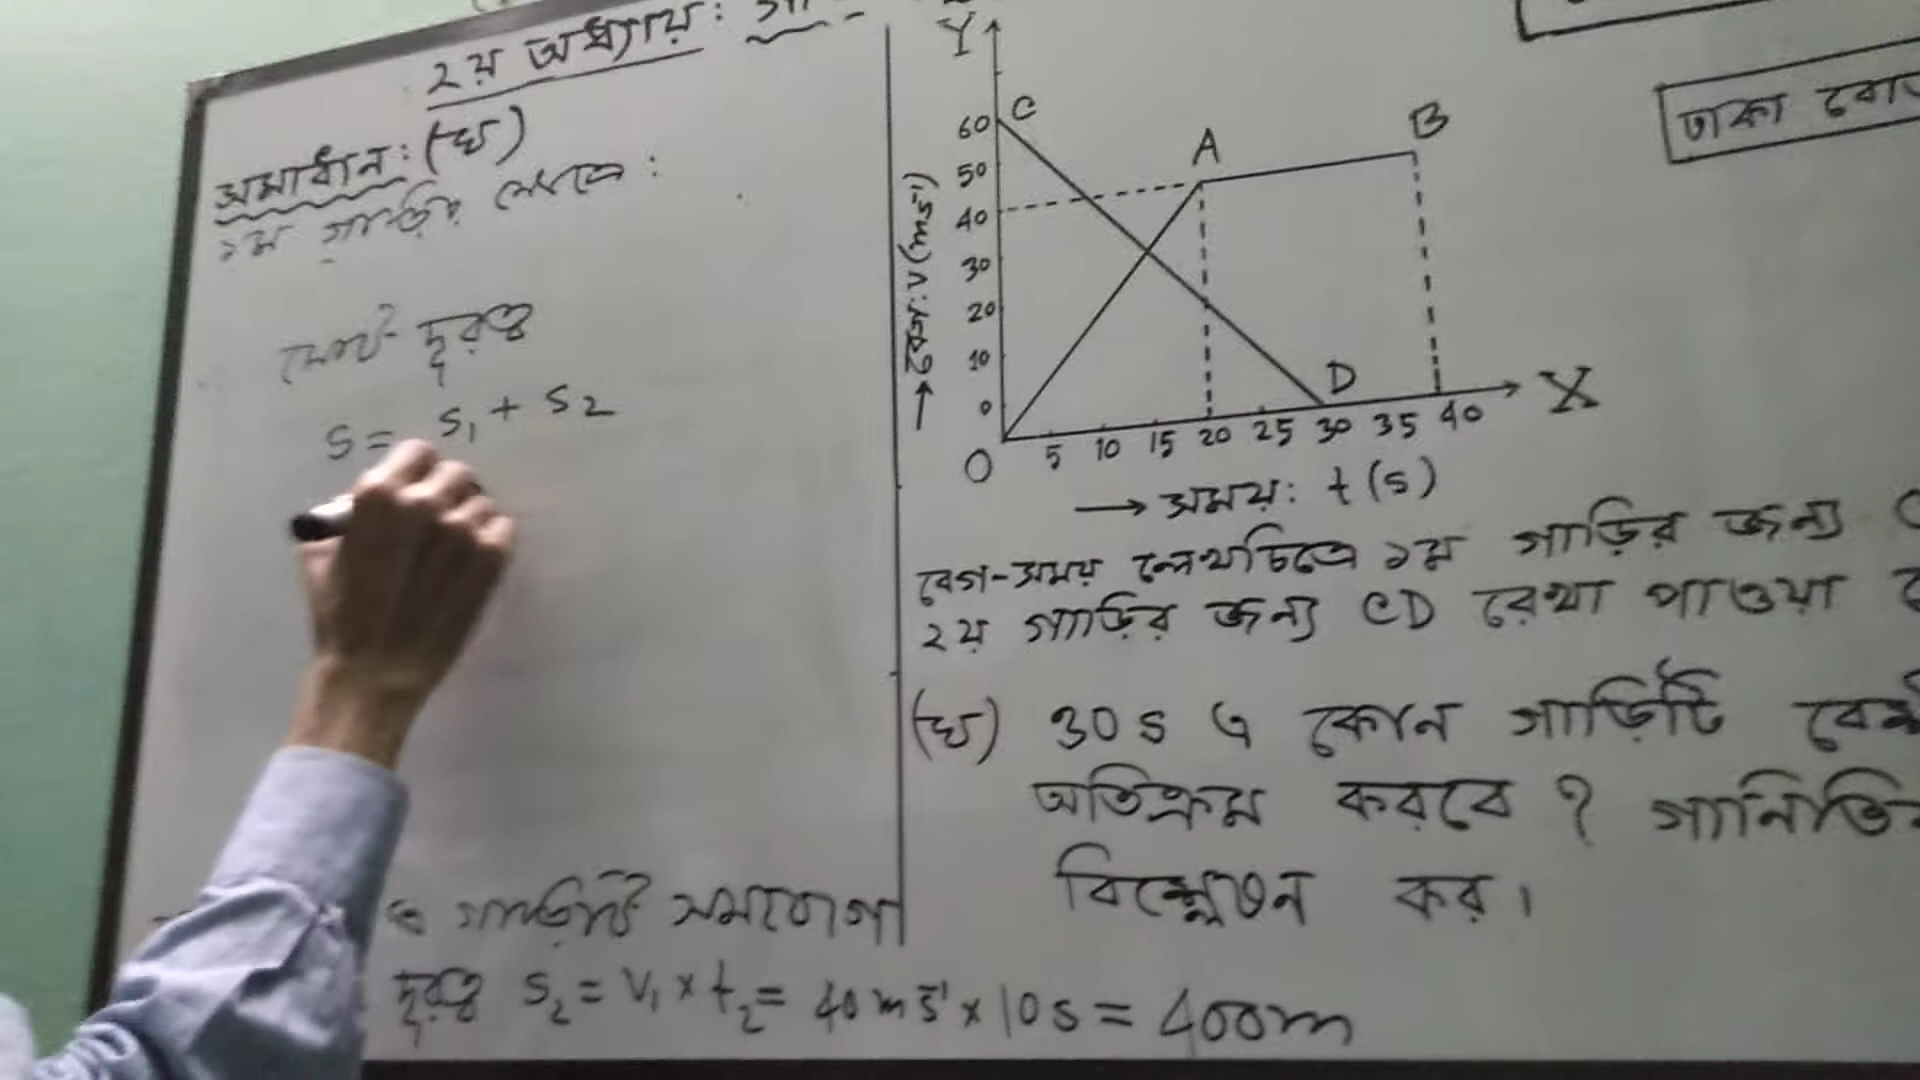 ২য় অধ্যায়:
সমাধান: (ঘ)
১ম গাড়ির ক্ষেত্রে:
মোট দূরত্ব
S = S₁ + S₂
গাড়িটি সমবেগে
দূরত্ব S₂ = V₁ × t₂ = 40 ms⁻¹ × 10 s = 400m
Y
60 C
50
40
30
20
10
0
A
B
D
X
→ বেগ: V (ms⁻¹)
O 5 10 15 20 25 30 35 40
→ সময়: t (s)
ঢাকা
বেগ-সময় লেখচিত্রে ১ম গাড়ির জন্য
২য় গাড়ির জন্য CD রেখা পাওয়া
(ঘ) 30 s এ কোন গাড়িটি
অতিক্রম করবে ?
বিশ্লেষন কর।